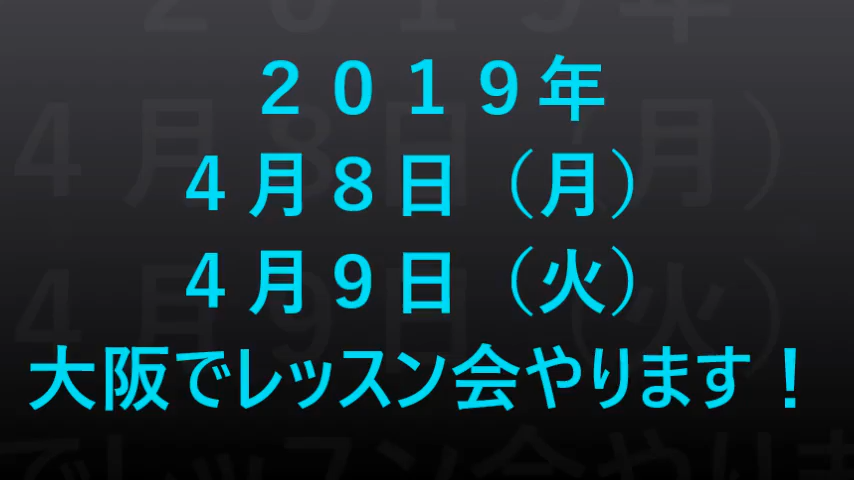 ２０１９年
４月８日（月）
４月９日（火）
大阪でレッスン会やります！